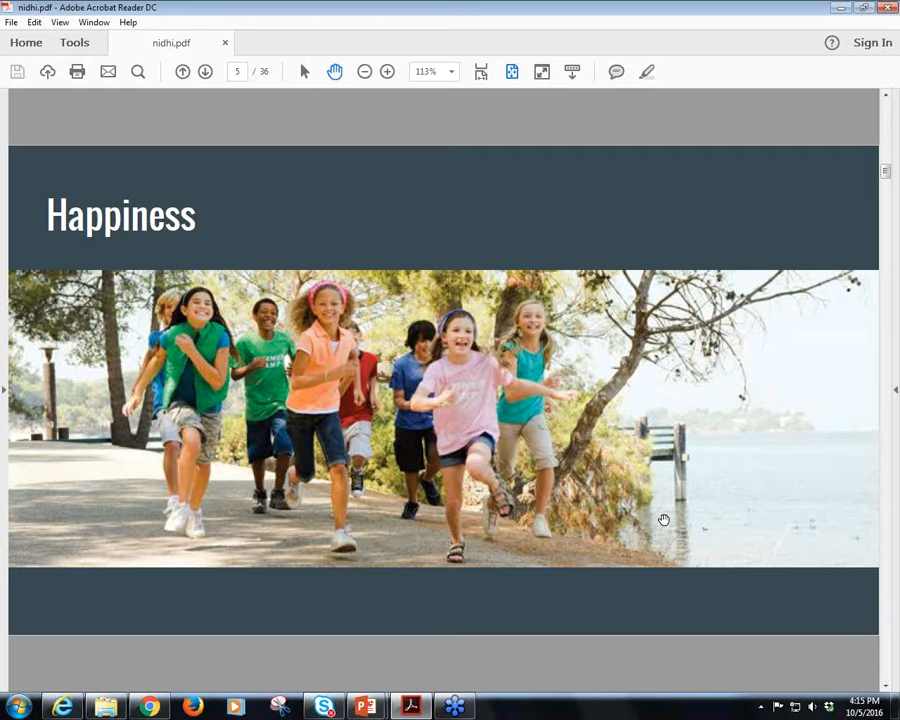 nidhi.pdf - Adobe Acrobat Reader DC
File Edit View Window Help
Home Tools nidhi.pdf × Sign In
5 / 36 113%
Happiness
4:15 PM
10/5/2016